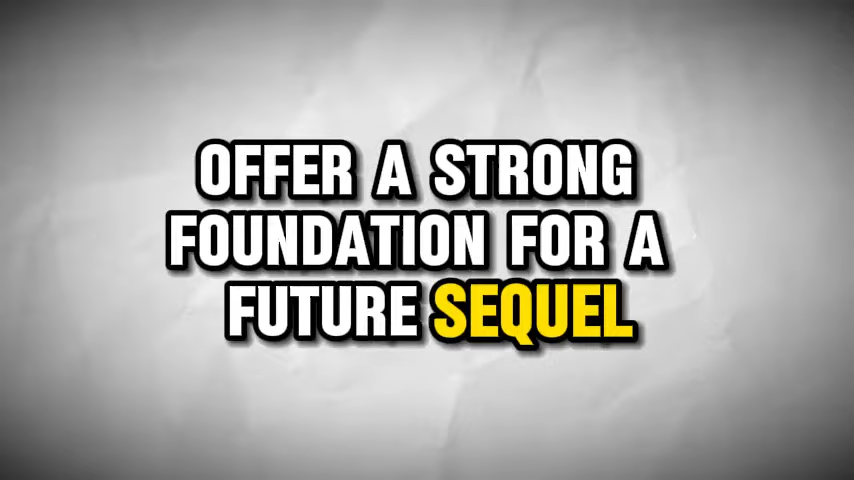 OFFER A STRONG
FOUNDATION FOR A
FUTURE SEQUEL